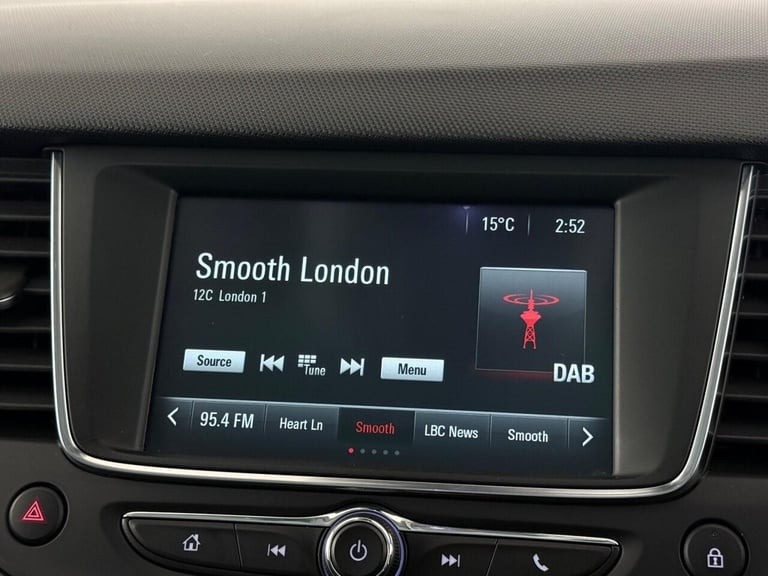 15°C 2:52
Smooth London
12C London 1
Source Tune Menu
DAB
95.4 FM Heart Ln Smooth LBC News Smooth